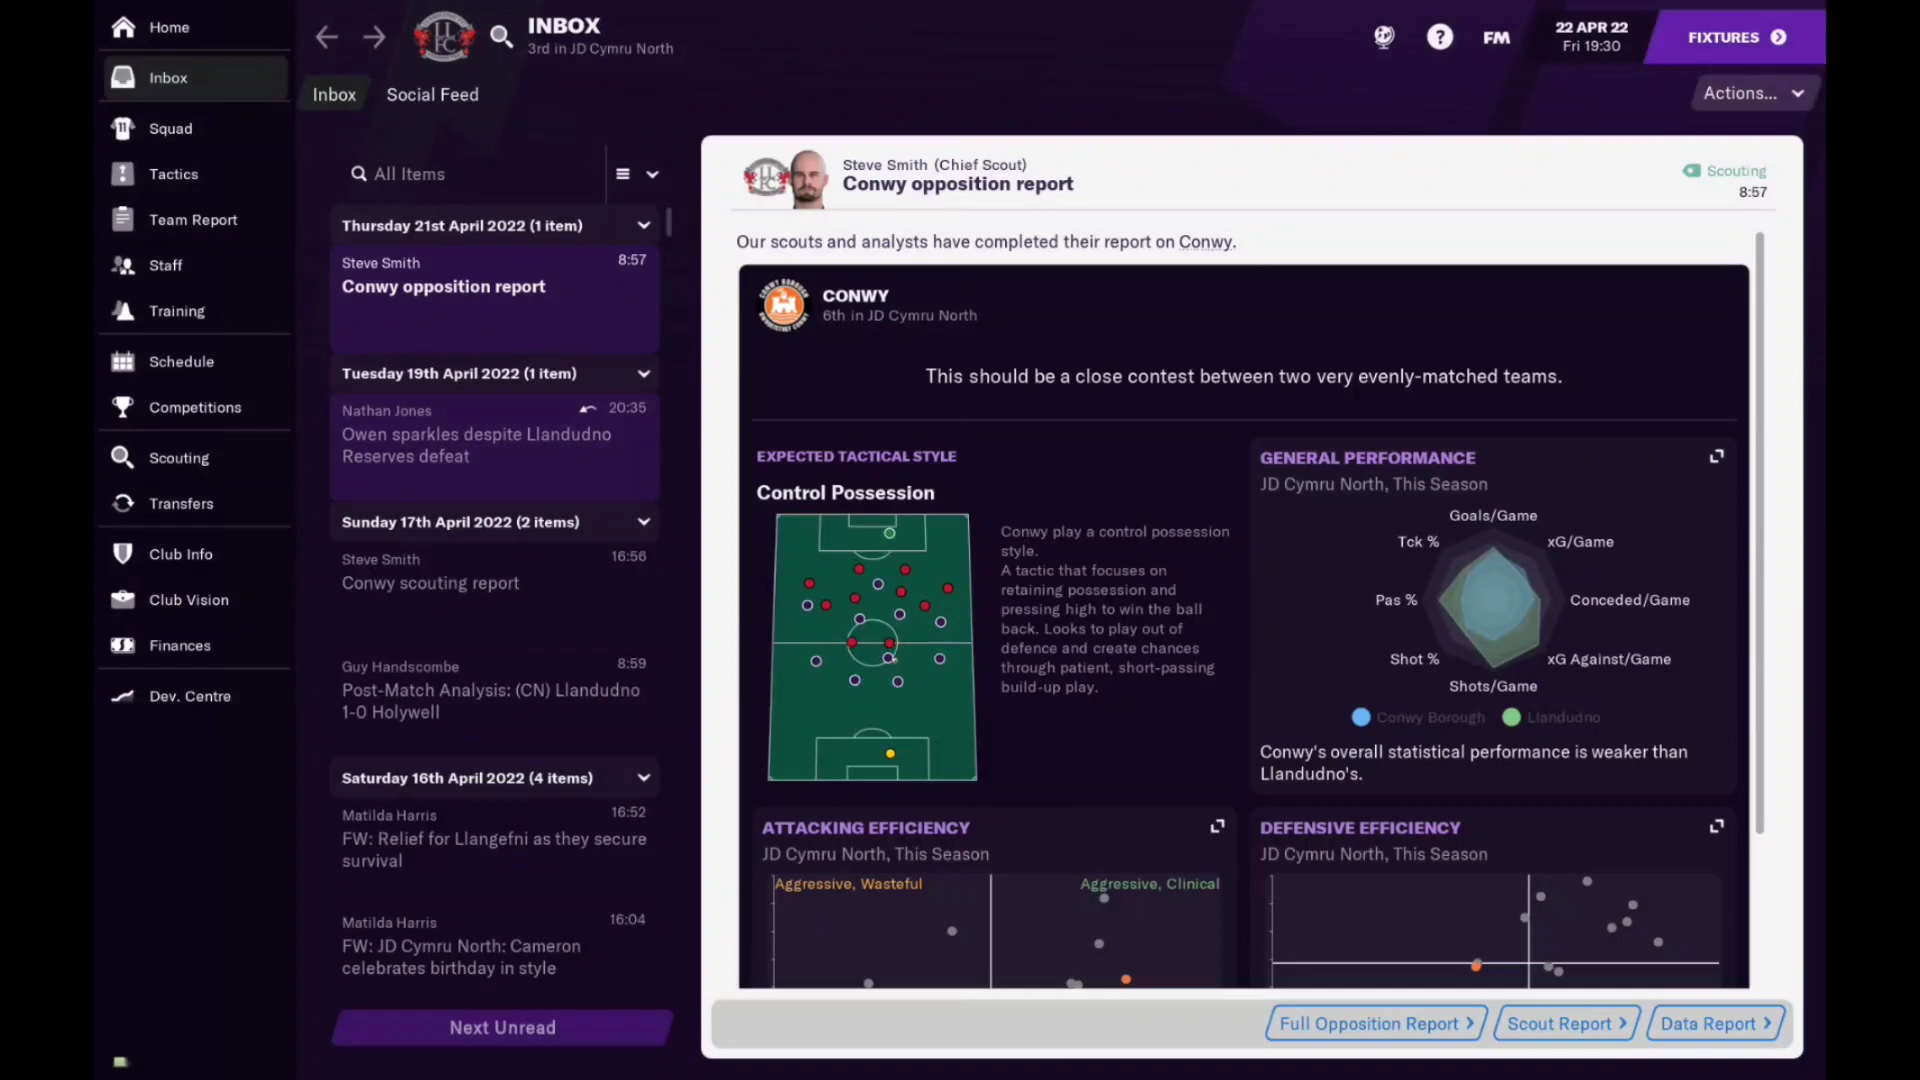 Home
Inbox
Squad
Tactics
Team Report
Staff
Training
Schedule
Competitions
Scouting
Transfers
Club Info
Club Vision
Finances
Dev. Centre
INBOX
3rd in JD Cymru North
FM
22 APR 22
Fri 19:30
FIXTURES
Inbox
Social Feed
Actions...
All Items
Thursday 21st April 2022 (1 item)
Steve Smith
8:57
Conwy opposition report
Tuesday 19th April 2022 (1 item)
Nathan Jones
20:35
Owen sparkles despite Llandudno
Reserves defeat
Sunday 17th April 2022 (2 items)
Steve Smith
16:56
Conwy scouting report
Guy Handscombe
8:59
Post-Match Analysis: (CN) Llandudno
1-0 Holywell
Saturday 16th April 2022 (4 items)
Matilda Harris
16:52
FW: Relief for Llangefni as they secure
survival
Matilda Harris
16:04
FW: JD Cymru North: Cameron
celebrates birthday in style
Next Unread
Steve Smith (Chief Scout)
Conwy opposition report
Scouting
8:57
Our scouts and analysts have completed their report on Conwy.
CONWY
6th in JD Cymru North
This should be a close contest between two very evenly-matched teams.
EXPECTED TACTICAL STYLE
Control Possession
Conwy play a control possession
style.
A tactic that focuses on
retaining possession and
pressing high to win the ball
back. Looks to play out of
defence and create chances
through patient, short-passing
build-up play.
GENERAL PERFORMANCE
JD Cymru North, This Season
Goals/Game
Tck %
xG/Game
Pas %
Conceded/Game
Shot %
xG Against/Game
Shots/Game
Conwy Borough
Llandudno
Conwy's overall statistical performance is weaker than
Llandudno's.
ATTACKING EFFICIENCY
JD Cymru North, This Season
Aggressive, Wasteful
Aggressive, Clinical
DEFENSIVE EFFICIENCY
JD Cymru North, This Season
Full Opposition Report
Scout Report
Data Report